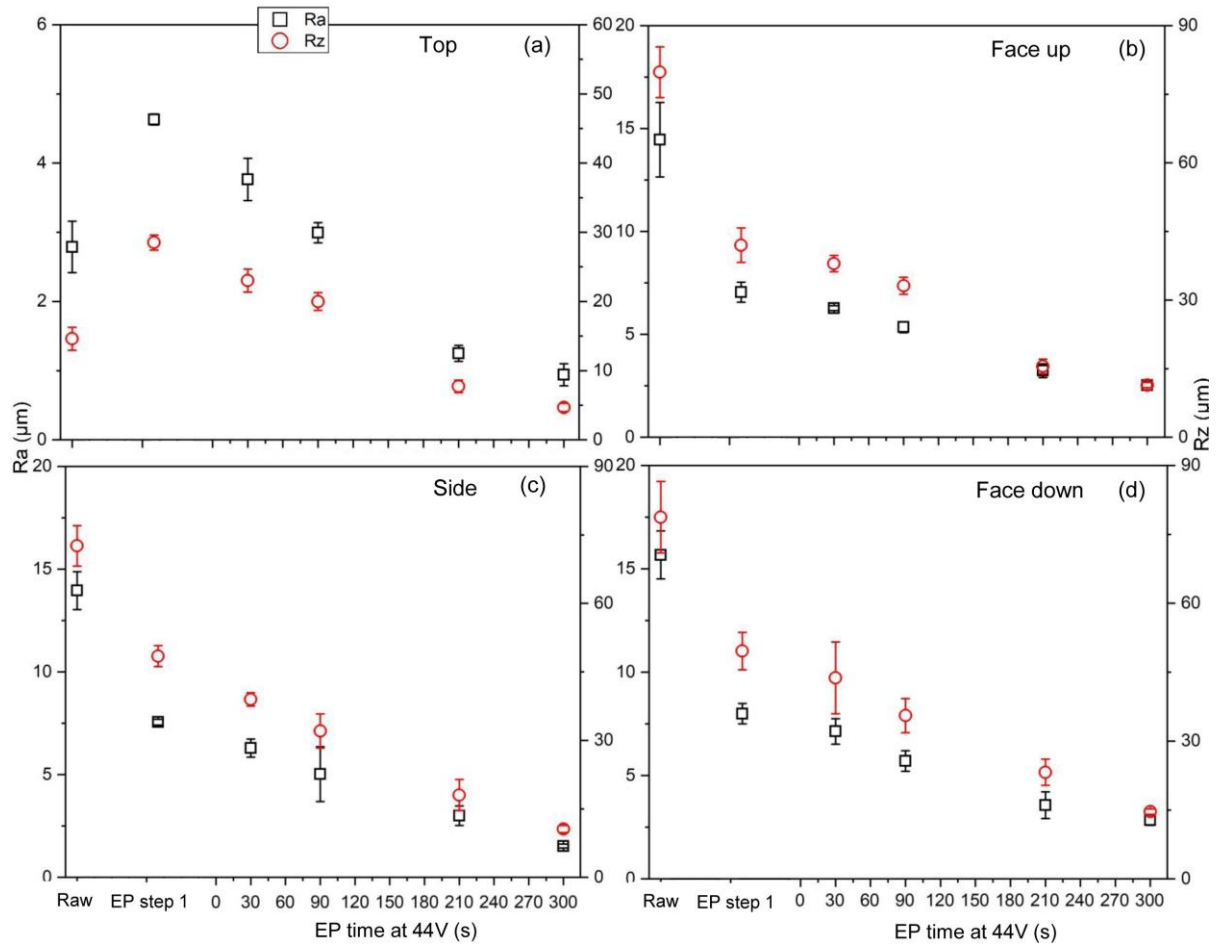 Ra
Rz
Top
(a)
6
4
2
0
60
50
40
30
20
10
0
Face up
(b)
20
15
10
5
0
90
60
30
0
Ra (μm)
Rz (μm)
Side
(c)
20
15
10
5
0
90
60
30
0
Raw
EP step 1
0 30 60 90 120 150 180 210 240 270 300
EP time at 44V (s)
Face down
(d)
20
15
10
5
0
90
60
30
0
Raw
EP step 1
0 30 60 90 120 150 180 210 240 270 300
EP time at 44V (s)